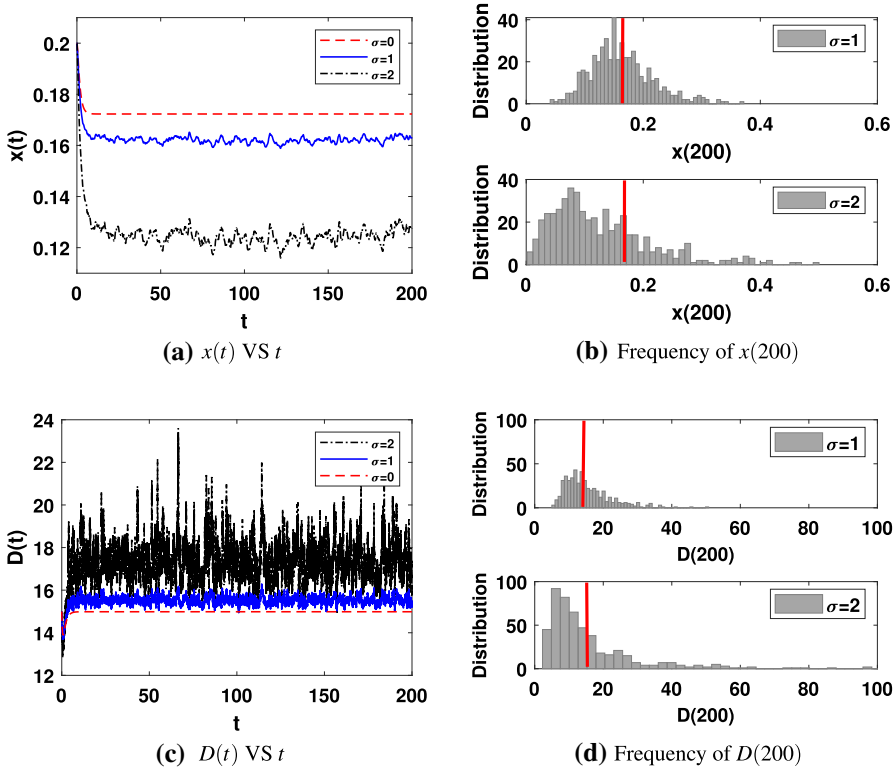 0.2
0.18
0.16
0.14
0.12
x(t)
0 50 100 150 200
t
σ=0
σ=1
σ=2
(a) x(t) VS t
40
20
0
Distribution
σ=1
0 0.2 0.4 0.6
x(200)
40
20
0
Distribution
σ=2
0 0.2 0.4 0.6
x(200)
(b) Frequency of x(200)
24
22
20
18
16
14
12
D(t)
0 50 100 150 200
t
σ=2
σ=1
σ=0
(c) D(t) VS t
100
50
0
Distribution
σ=1
0 20 40 60 80 100
D(200)
100
50
0
Distribution
σ=2
0 20 40 60 80 100
D(200)
(d) Frequency of D(200)